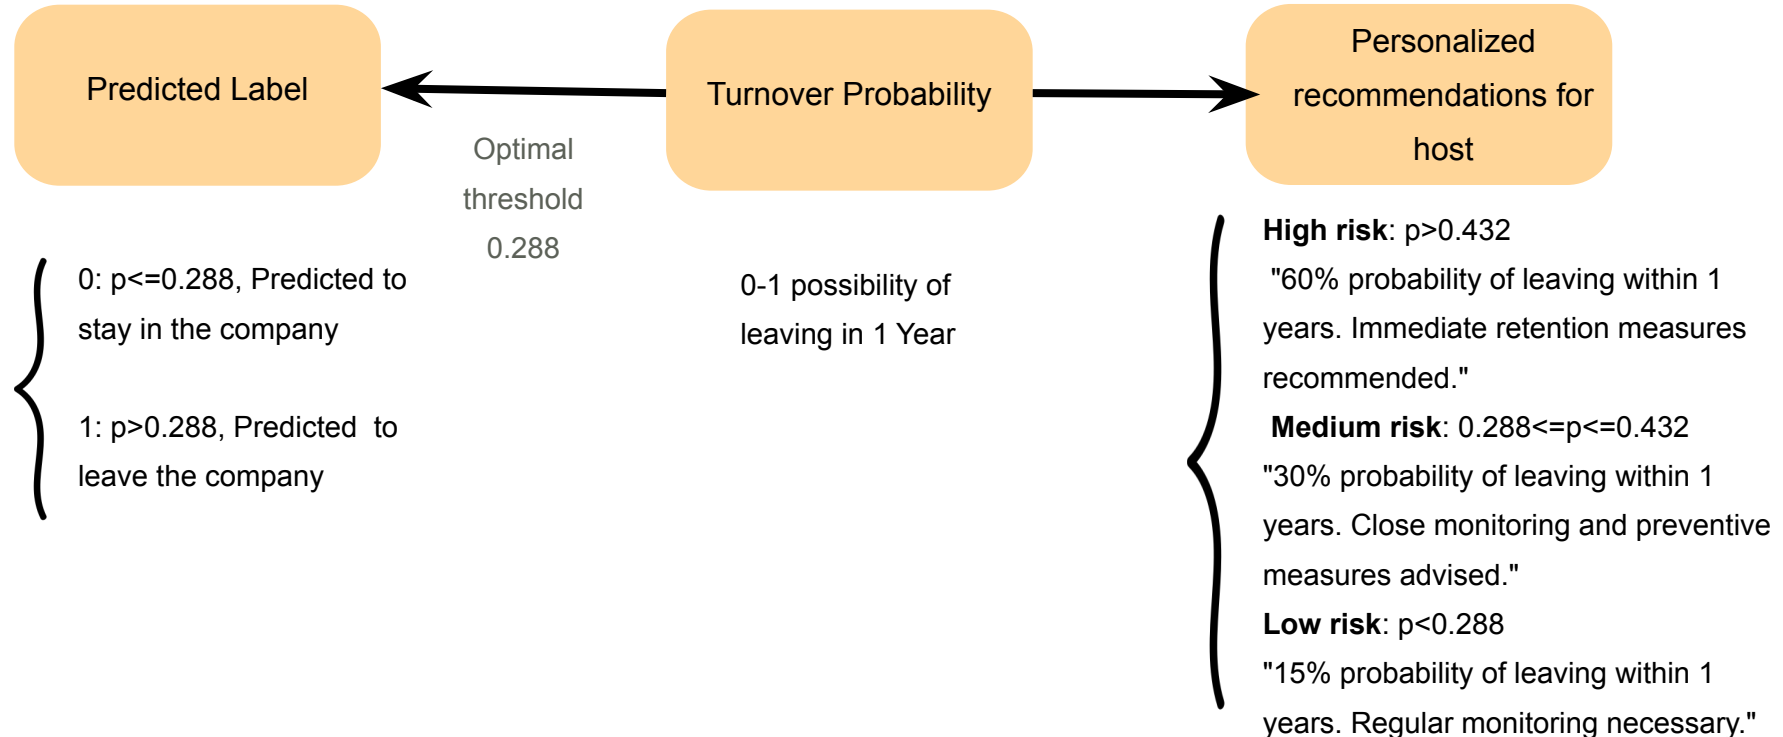 Predicted Label
Turnover Probability
Personalized
recommendations for
host
Optimal
threshold
0.288
0: p<=0.288, Predicted to
stay in the company
1: p>0.288, Predicted  to
leave the company
0-1 possibility of
leaving in 1 Year
High risk: p>0.432
"60% probability of leaving within 1
years. Immediate retention measures
recommended."
Medium risk: 0.288<=p<=0.432
"30% probability of leaving within 1
years. Close monitoring and preventive
measures advised."
Low risk: p<0.288
"15% probability of leaving within 1
years. Regular monitoring necessary."